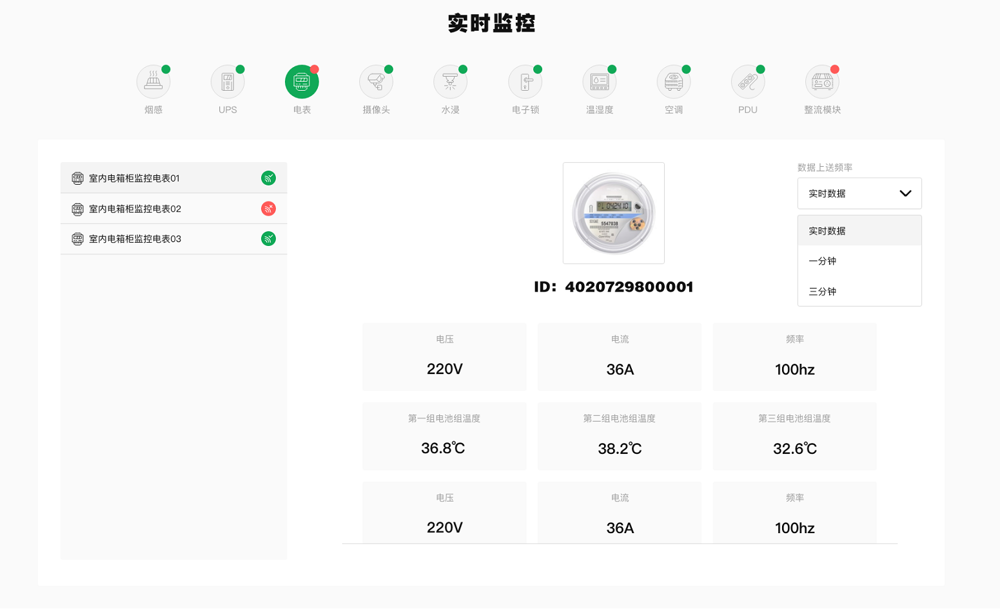 实时监控
烟感
UPS
电表
摄像头
水浸
电子锁
温湿度
空调
PDU
整流模块
室内电箱柜监控电表01
室内电箱柜监控电表02
室内电箱柜监控电表03
042410
5547038
ID：4020729800001
数据上送频率
实时数据
实时数据
一分钟
三分钟
电压
电流
频率
220V
36A
100hz
第一组电池组温度
第二组电池组温度
第三组电池组温度
36.8℃
38.2℃
32.6℃
电压
电流
频率
220V
36A
100hz